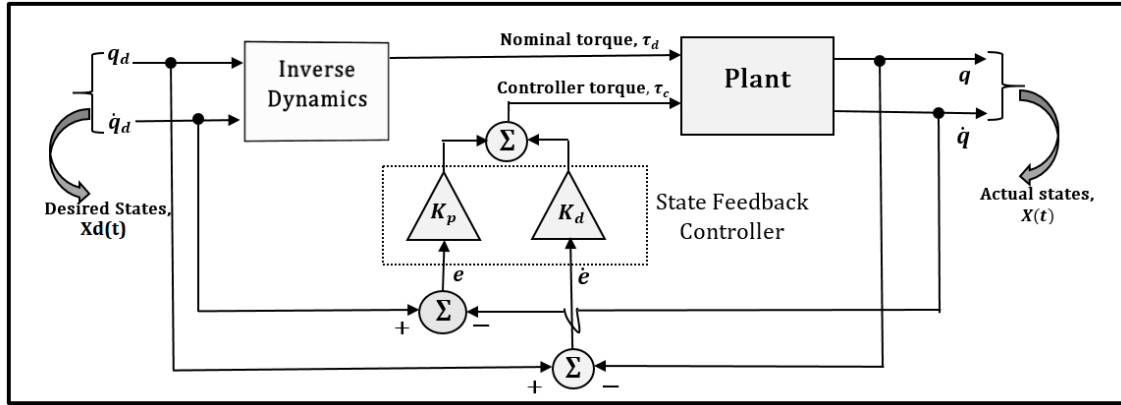 q_d
q̇_d
Inverse
Dynamics
Nominal torque, τ_d
Controller torque, τ_c
Plant
q
q̇
Desired States,
Xd(t)
Actual states,
X(t)
Σ
K_p
K_d
State Feedback
Controller
e
ė
Σ
+
−
Σ
+
−